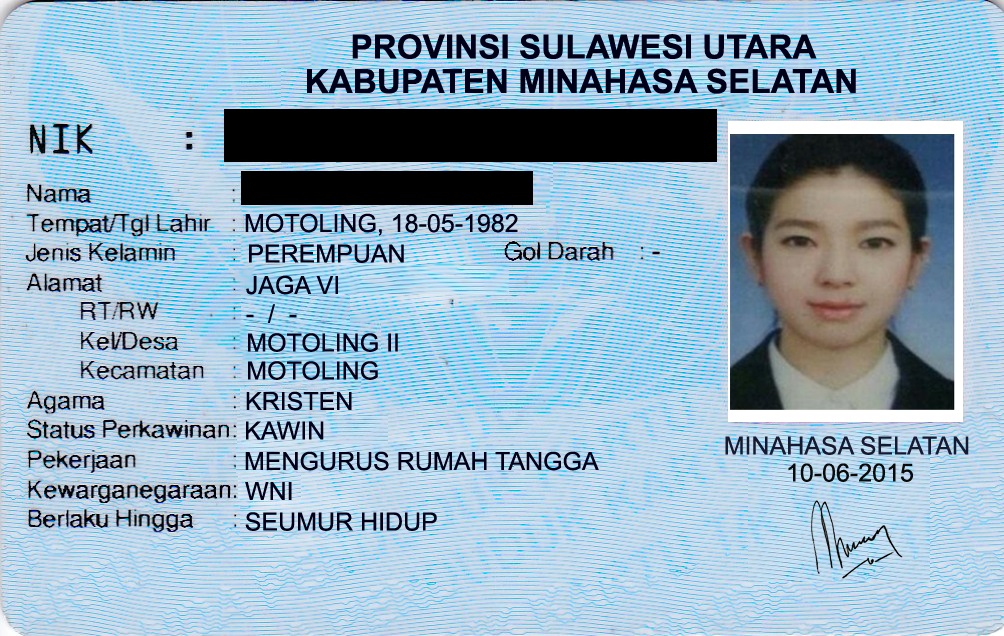 PROVINSI SULAWESI UTARA
KABUPATEN MINAHASA SELATAN
NIK :
Nama :
Tempat/Tgl Lahir : MOTOLING, 18-05-1982
Jenis Kelamin : PEREMPUAN Gol Darah : -
Alamat : JAGA VI
RT/RW : - / -
Kel/Desa : MOTOLING II
Kecamatan : MOTOLING
Agama : KRISTEN
Status Perkawinan: KAWIN
Pekerjaan : MENGURUS RUMAH TANGGA
Kewarganegaraan: WNI
Berlaku Hingga : SEUMUR HIDUP
MINAHASA SELATAN
10-06-2015